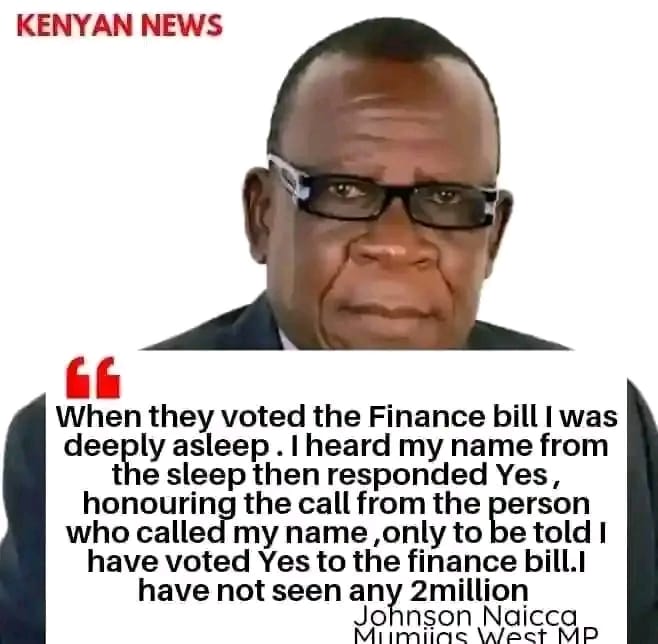 KENYAN NEWS
When they voted the Finance bill I was
deeply asleep . I heard my name from
the sleep then responded Yes ,
honouring the call from the person
who called my name ,only to be told I
have voted Yes to the finance bill.I
have not seen any 2million
Johnson Naicca
Mumiias West MP